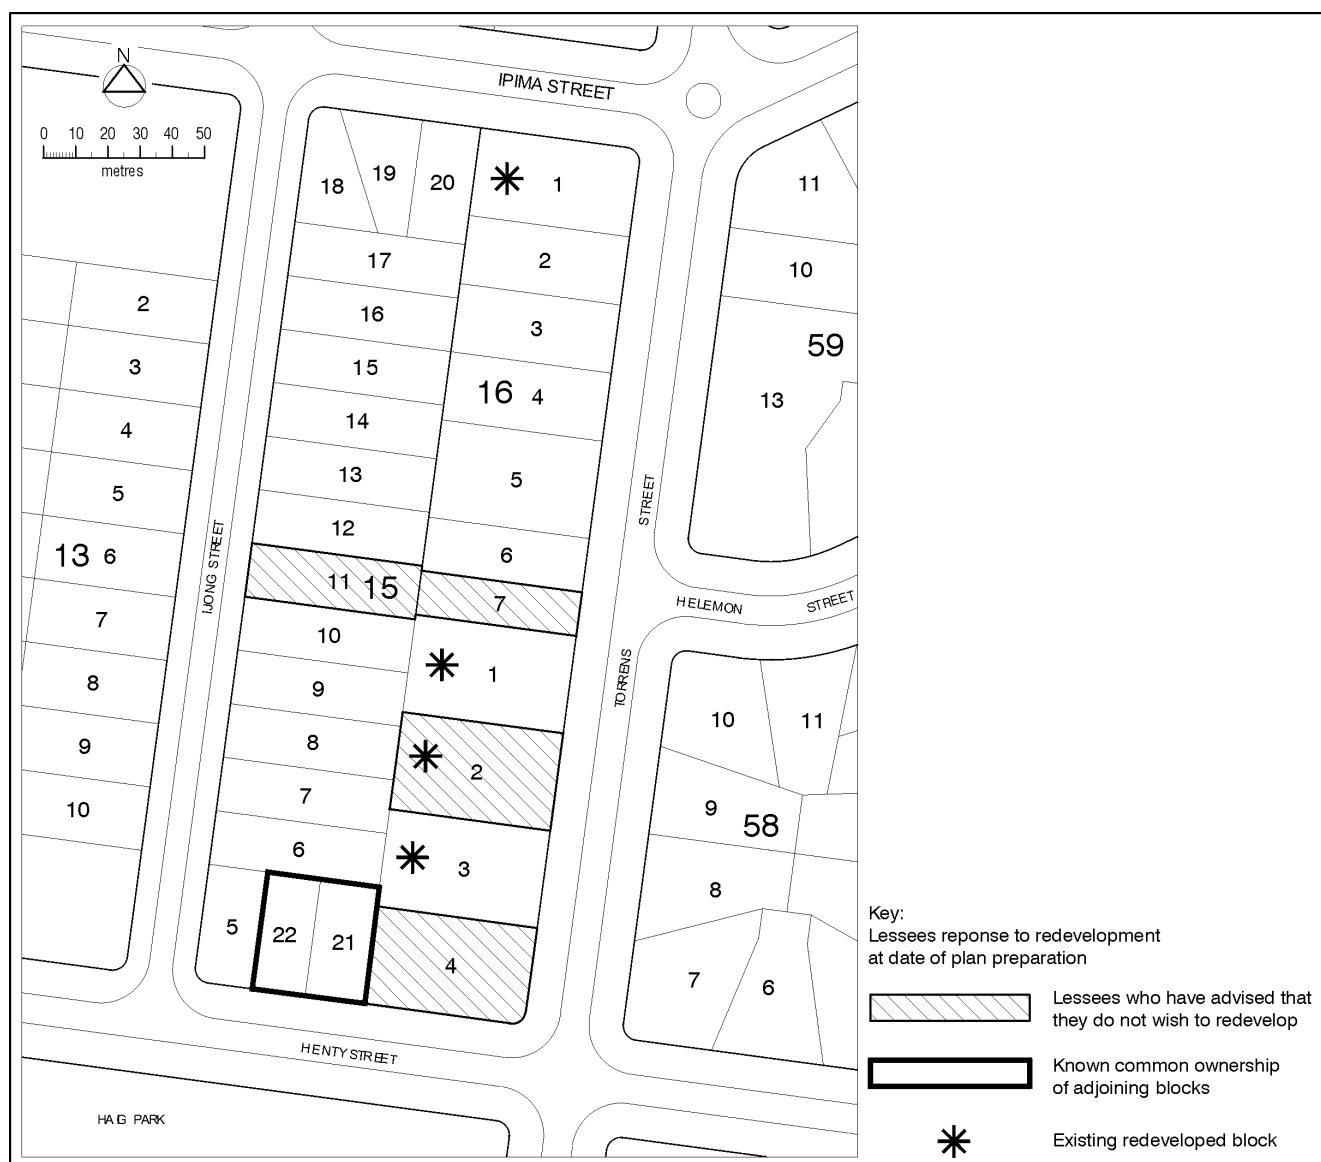 IPIMA STREET
N
0 10 20 30 40 50
metres
18 19 20 1
11
17 2
10
2 16 3
59
3 15 16 4
13
4 14
5 13 5
12 6
13 6 11 15 7
IJONG STREET
STREET
HELEMON STREET
TORRENS
7 10
1
8 9
10 11
9 8 2
10 7
9 58
6 3
8
5 22 21 4
7 6
HENTY STREET
HAIG PARK
Key:
Lessees reponse to redevelopment
at date of plan preparation
Lessees who have advised that
they do not wish to redevelop
Known common ownership
of adjoining blocks
Existing redeveloped block